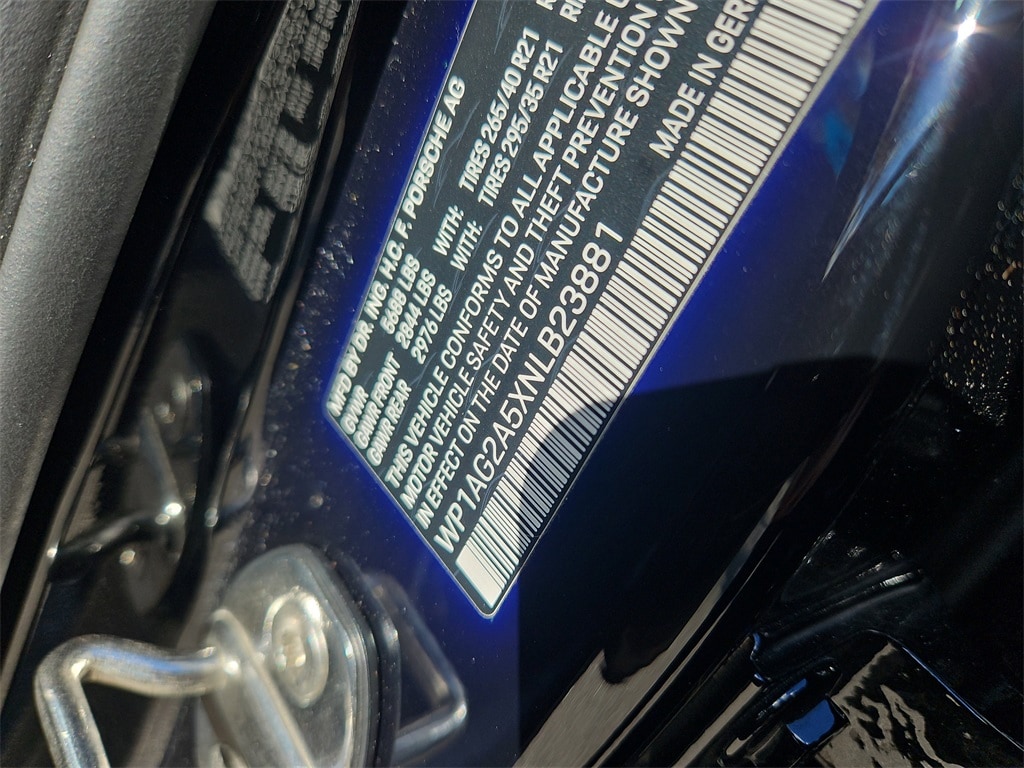 MFD BY DR. ING. H.C. F. PORSCHE AG
GVWR 6698 LBS
GAWR FRONT 2844 LBS WITH: TIRES 265/40 R21
GAWR REAR 2976 LBS WITH: TIRES 295/35 R21
THIS VEHICLE CONFORMS TO ALL APPLICABLE
MOTOR VEHICLE SAFETY AND THEFT PREVENTION
IN EFFECT ON THE DATE OF MANUFACTURE SHOWN
WP1AG2A5XNLB23881 MADE IN GER